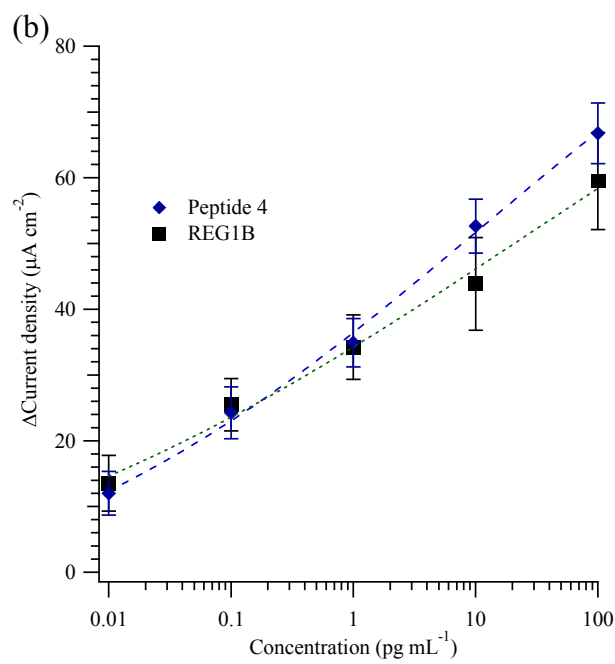 (b)
80
60
40
20
0
ΔCurrent density (μA cm⁻²)
Peptide 4
REG1B
0.01 0.1 1 10 100
Concentration (pg mL⁻¹)